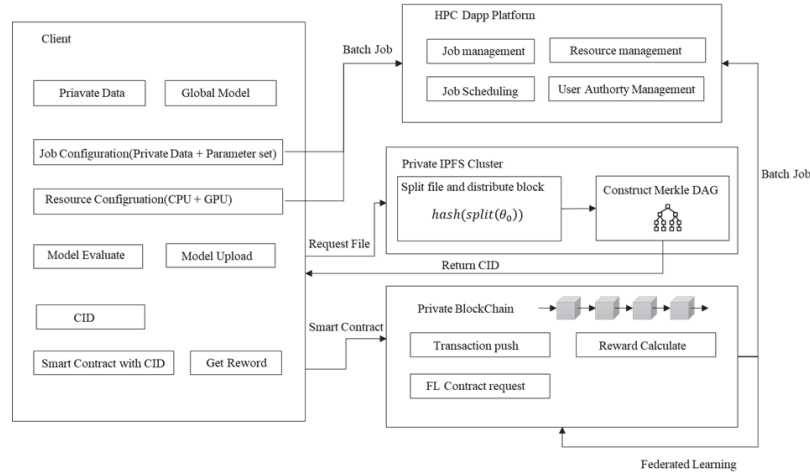 Client
Priavate Data
Global Model
Job Configuration(Private Data + Parameter set)
Resource Configruation(CPU + GPU)
Model Evaluate
Model Upload
CID
Smart Contract with CID
Get Reword
Batch Job
Request File
Return CID
Smart Contract
HPC Dapp Platform
Job management
Resource management
Job Scheduling
User Authorty Management
Private IPFS Cluster
Split file and distribute block
hash(split(θ₀))
Construct Merkle DAG
Private BlockChain
Transaction push
Reward Calculate
FL Contract request
Batch Job
Federated Learning